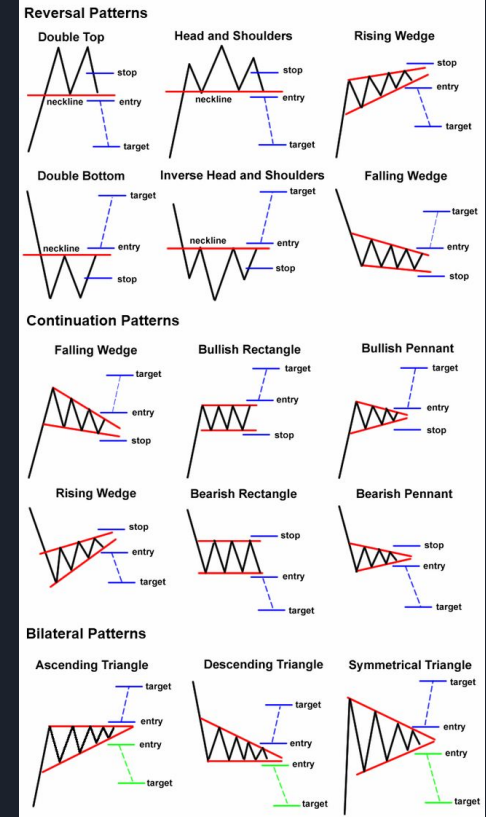 Reversal Patterns
Double Top
stop
neckline
entry
target
Head and Shoulders
stop
neckline
entry
target
Rising Wedge
stop
entry
target
Double Bottom
target
neckline
entry
stop
Inverse Head and Shoulders
target
neckline
entry
stop
Falling Wedge
target
entry
stop
Continuation Patterns
Falling Wedge
target
entry
stop
Bullish Rectangle
target
entry
stop
Bullish Pennant
target
entry
stop
Rising Wedge
stop
entry
target
Bearish Rectangle
stop
entry
target
Bearish Pennant
stop
entry
target
Bilateral Patterns
Ascending Triangle
target
entry
entry
target
Descending Triangle
target
entry
entry
target
Symmetrical Triangle
target
entry
entry
target